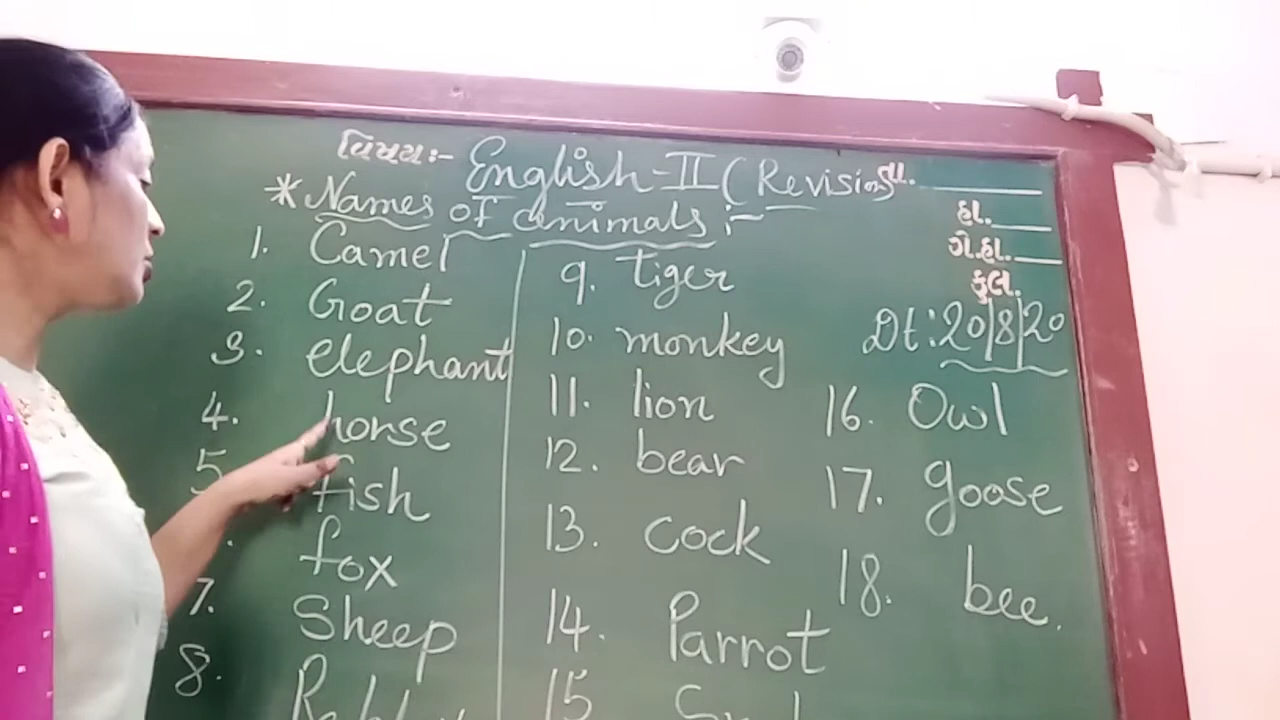 વિષય:- English-II (Revision)
તા.
* Names of animals :-
હા.
ગે.હા.
કુલ.
Dt:20|8|20
1. Camel
2. Goat
3. elephant
4. horse
5 fish
fox
7. Sheep
8.
9. tiger
10. monkey
11. lion
12. bear
13. cock
14. Parrot
15
16. Owl
17. goose
18. bee.